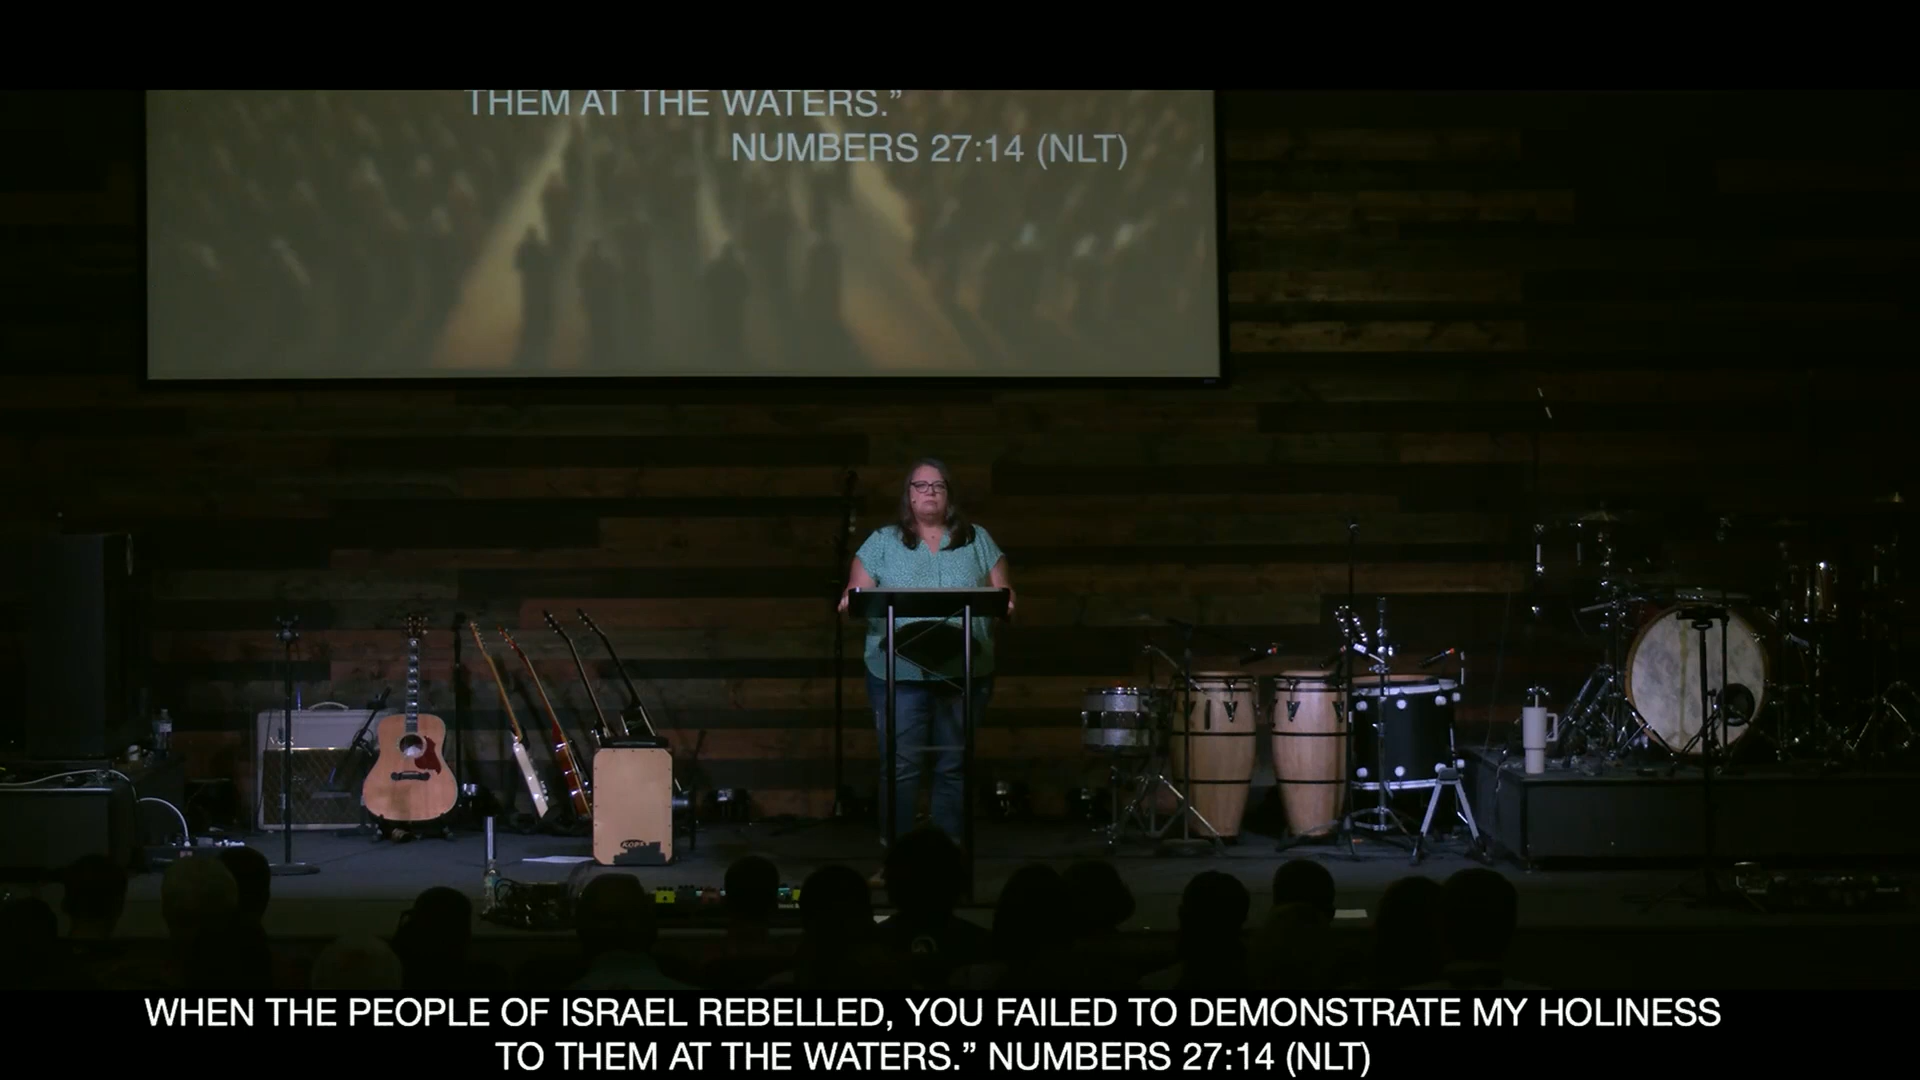 THEM AT THE WATERS.”
NUMBERS 27:14 (NLT)
WHEN THE PEOPLE OF ISRAEL REBELLED, YOU FAILED TO DEMONSTRATE MY HOLINESS
TO THEM AT THE WATERS.” NUMBERS 27:14 (NLT)